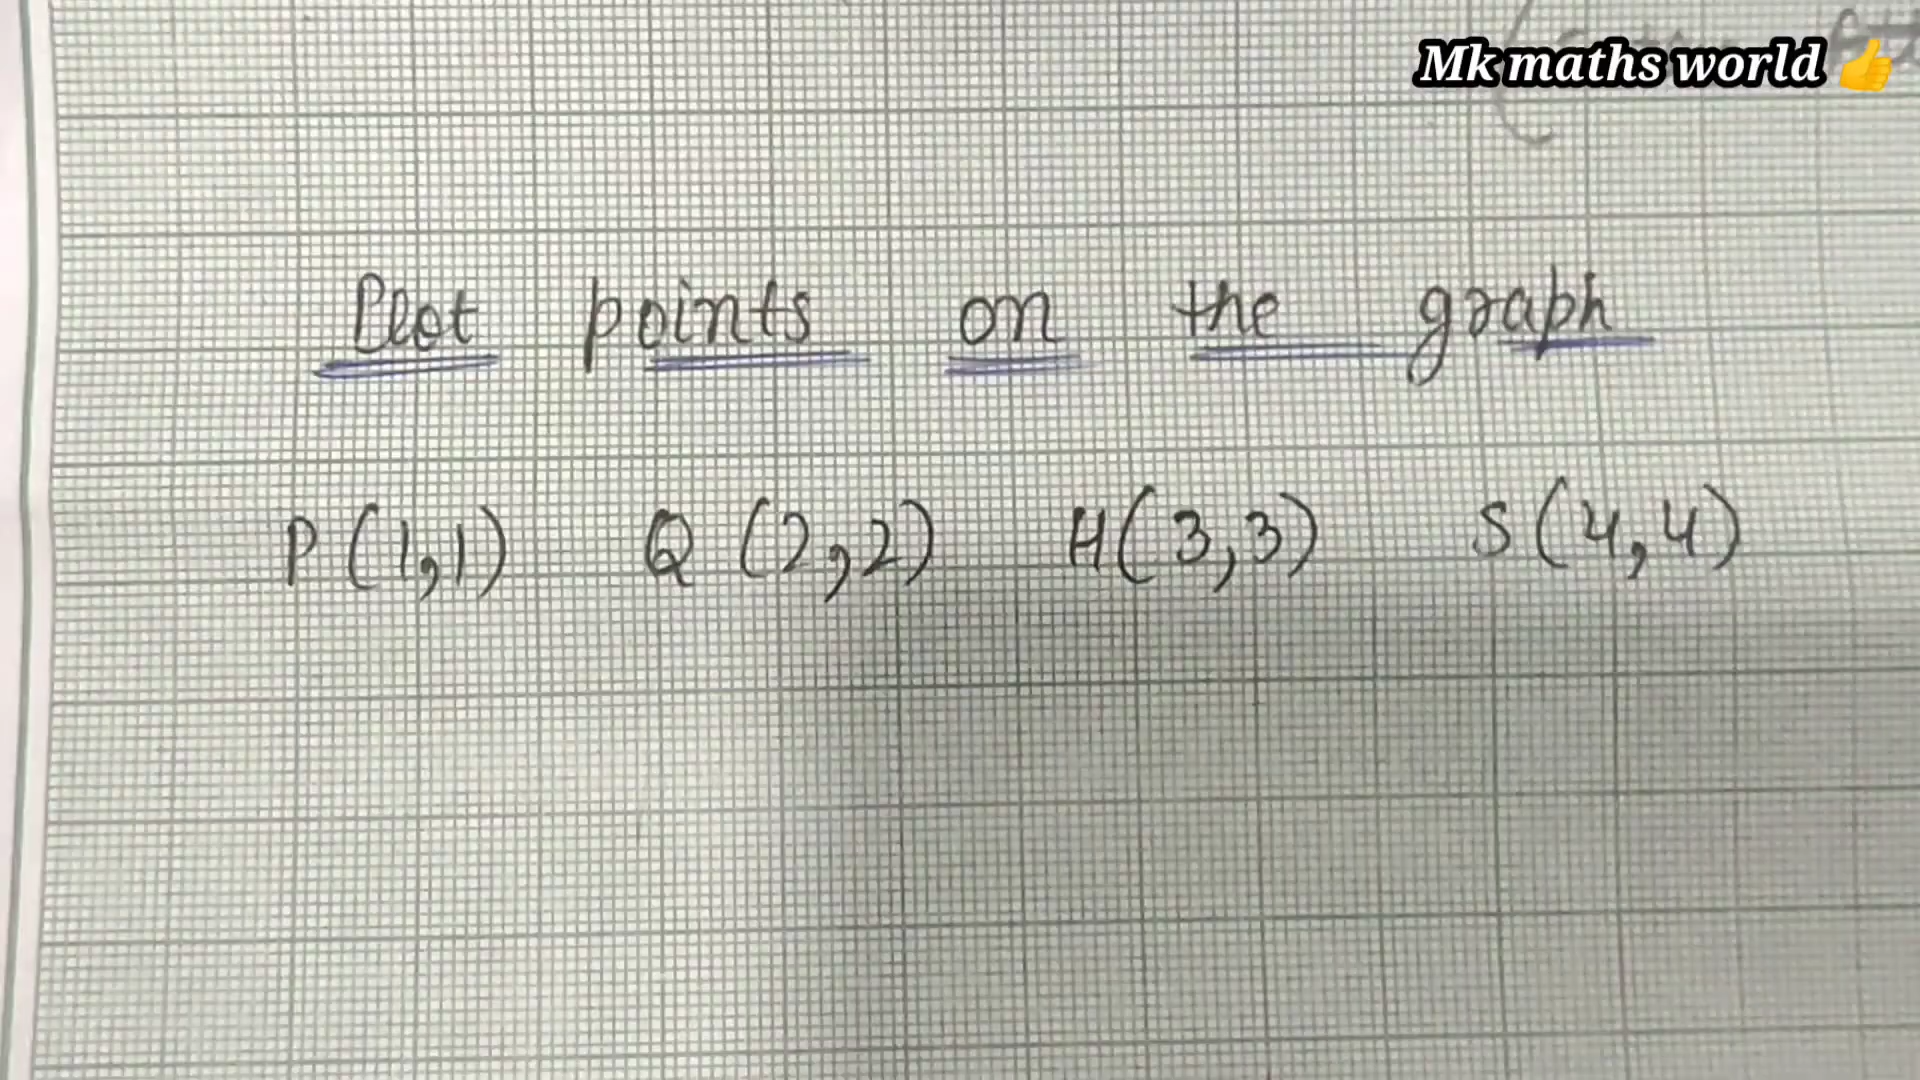 Mk maths world 👍
Plot points on the graph
P(1,1) Q (2,2) H(3,3) S(4,4)